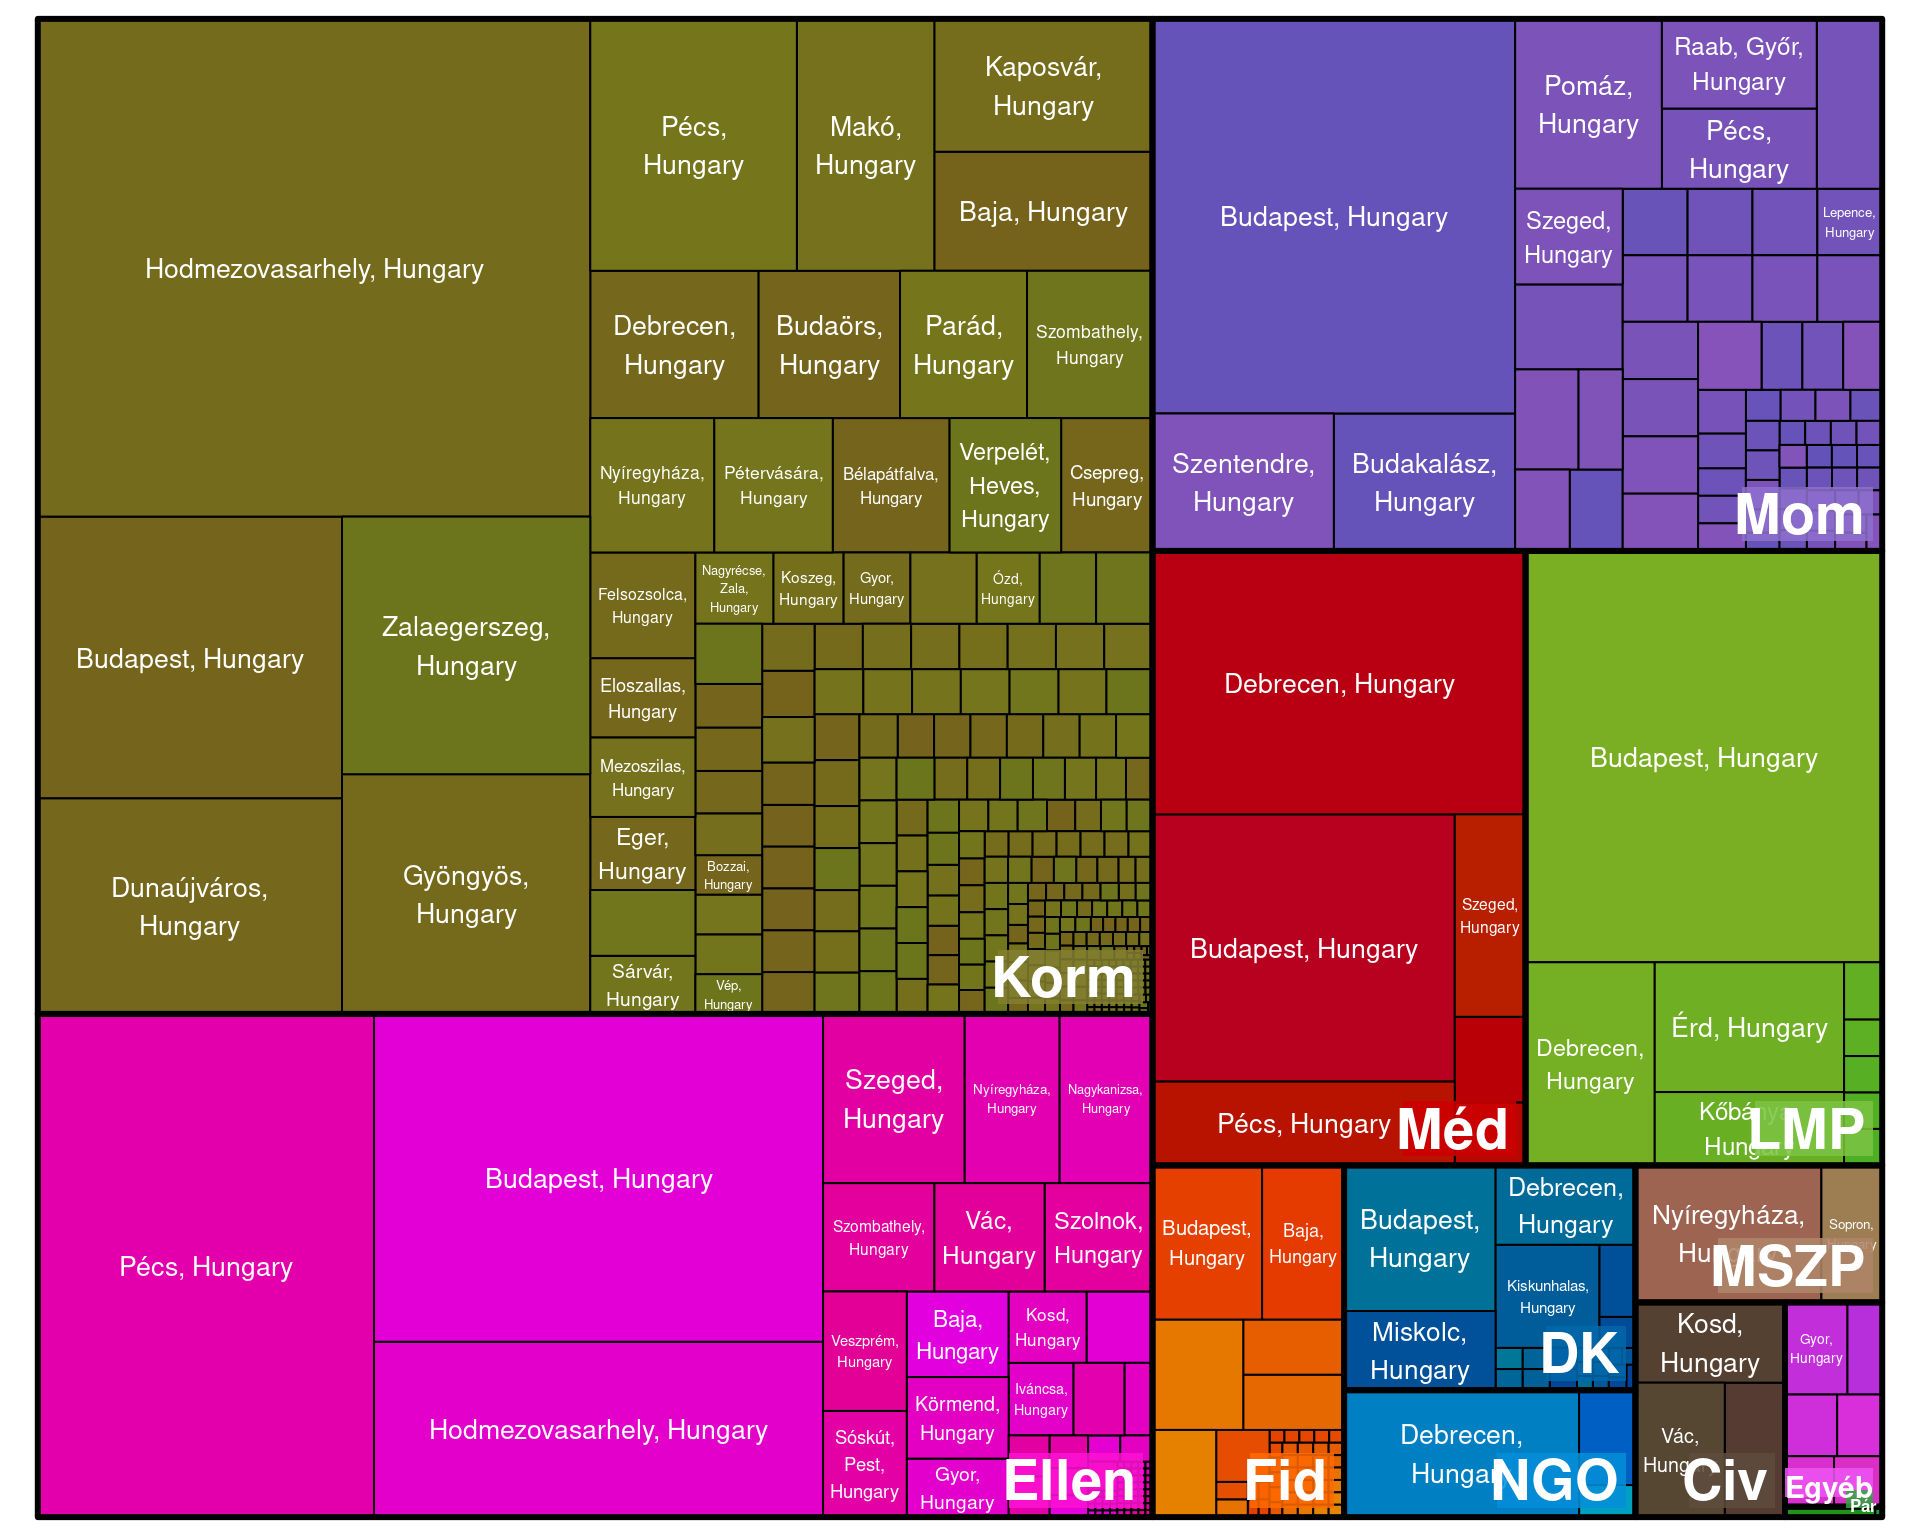 Hodmezovasarhely, Hungary
Pécs,
Hungary
Makó,
Hungary
Kaposvár,
Hungary
Baja, Hungary
Debrecen,
Hungary
Budaörs,
Hungary
Parád,
Hungary
Szombathely,
Hungary
Nyíregyháza,
Hungary
Pétervására,
Hungary
Bélapátfalva,
Hungary
Verpelét,
Heves,
Hungary
Csepreg,
Hungary
Budapest, Hungary
Zalaegerszeg,
Hungary
Dunaújváros,
Hungary
Gyöngyös,
Hungary
Felsozsolca,
Hungary
Nagyrécse,
Zala,
Hungary
Koszeg,
Hungary
Gyor,
Hungary
Ózd,
Hungary
Eloszallas,
Hungary
Mezoszilas,
Hungary
Eger,
Hungary
Bozzai,
Hungary
Sárvár,
Hungary
Vép,
Hungary
Korm
Budapest, Hungary
Pomáz,
Hungary
Raab, Győr,
Hungary
Pécs,
Hungary
Szeged,
Hungary
Lepence,
Hungary
Szentendre,
Hungary
Budakalász,
Hungary
Mom
Debrecen, Hungary
Budapest, Hungary
Szeged,
Hungary
Pécs, Hungary
Méd
Budapest, Hungary
Debrecen,
Hungary
Érd, Hungary
Kőbánya,
Hungary
LMP
Pécs, Hungary
Budapest, Hungary
Hodmezovasarhely, Hungary
Szeged,
Hungary
Nyíregyháza,
Hungary
Nagykanizsa,
Hungary
Szombathely,
Hungary
Vác,
Hungary
Szolnok,
Hungary
Veszprém,
Hungary
Baja,
Hungary
Kosd,
Hungary
Iváncsa,
Hungary
Körmend,
Hungary
Sóskút,
Pest,
Hungary
Gyor,
Hungary
Ellen
Budapest,
Hungary
Baja,
Hungary
Fid
Budapest,
Hungary
Debrecen,
Hungary
Kiskunhalas,
Hungary
Miskolc,
Hungary
DK
Debrecen,
Hungary
NGO
Nyíregyháza,
Hungary
Sopron,
Hungary
MSZP
Kosd,
Hungary
Vác,
Hungary
Civ
Gyor,
Hungary
Egyéb
Pár